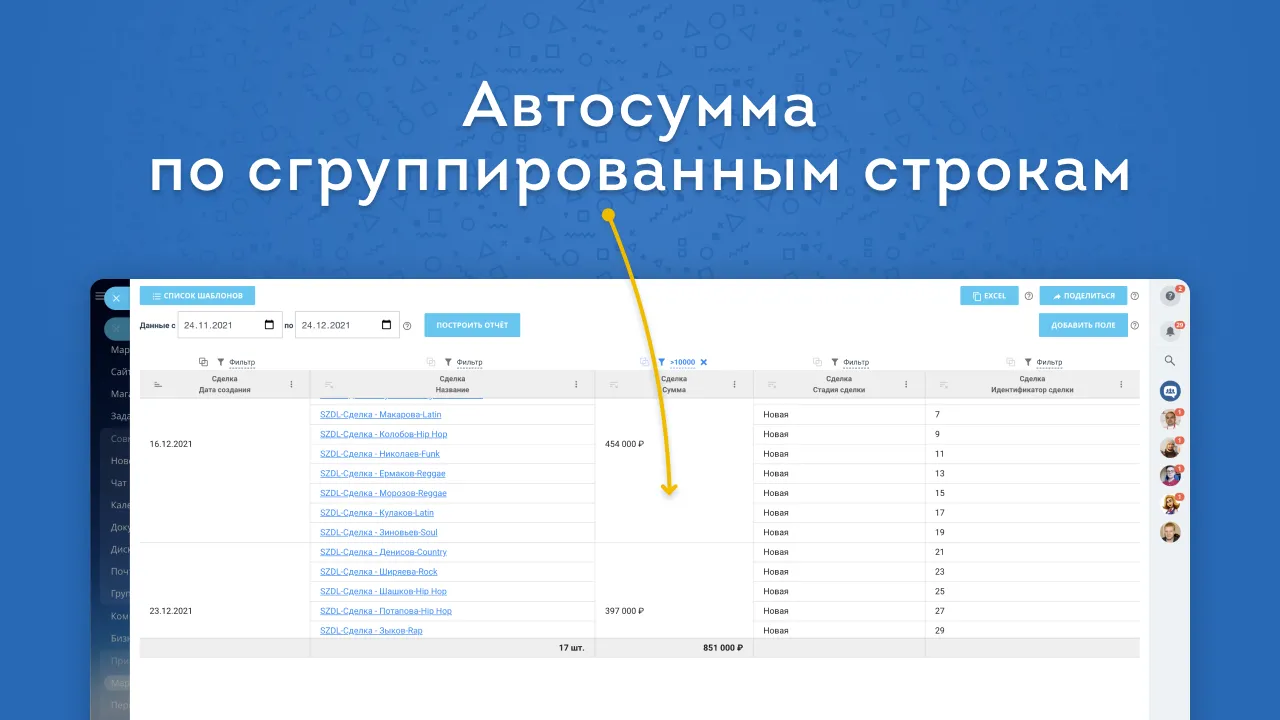 Автосумма
по сгруппированным строкам
СПИСОК ШАБЛОНОВ
EXCEL
ПОДЕЛИТЬСЯ
2
Данные с 24.11.2021 по 24.12.2021
ПОСТРОИТЬ ОТЧЁТ
ДОБАВИТЬ ПОЛЕ
Фильтр Фильтр >10000 Фильтр Фильтр
Сделка Сделка Сделка Сделка Сделка
Дата создания Название Сумма Стадия сделки Идентификатор сделки
SZDL-Сделка - Макарова-Latin Новая 7
SZDL-Сделка - Колобов-Hip Hop Новая 9
16.12.2021 454 000 ₽
SZDL-Сделка - Николаев-Funk Новая 11
SZDL-Сделка - Ермаков-Reggae Новая 13
SZDL-Сделка - Морозов-Reggae Новая 15
SZDL-Сделка - Кулаков-Latin Новая 17
SZDL-Сделка - Зиновьев-Soul Новая 19
SZDL-Сделка - Денисов-Country Новая 21
SZDL-Сделка - Ширяева-Rock Новая 23
SZDL-Сделка - Шашков-Hip Hop Новая 25
23.12.2021 SZDL-Сделка - Потапова-Hip Hop 397 000 ₽ Новая 27
SZDL-Сделка - Зыков-Rap Новая 29
17 шт. 851 000 ₽
Мар
Сайт
Мага
Зада
Сов
Нов
Чат
Кале
Доку
Диск
Поч
Груп
Ком
Бизн
При
Мар
Пер